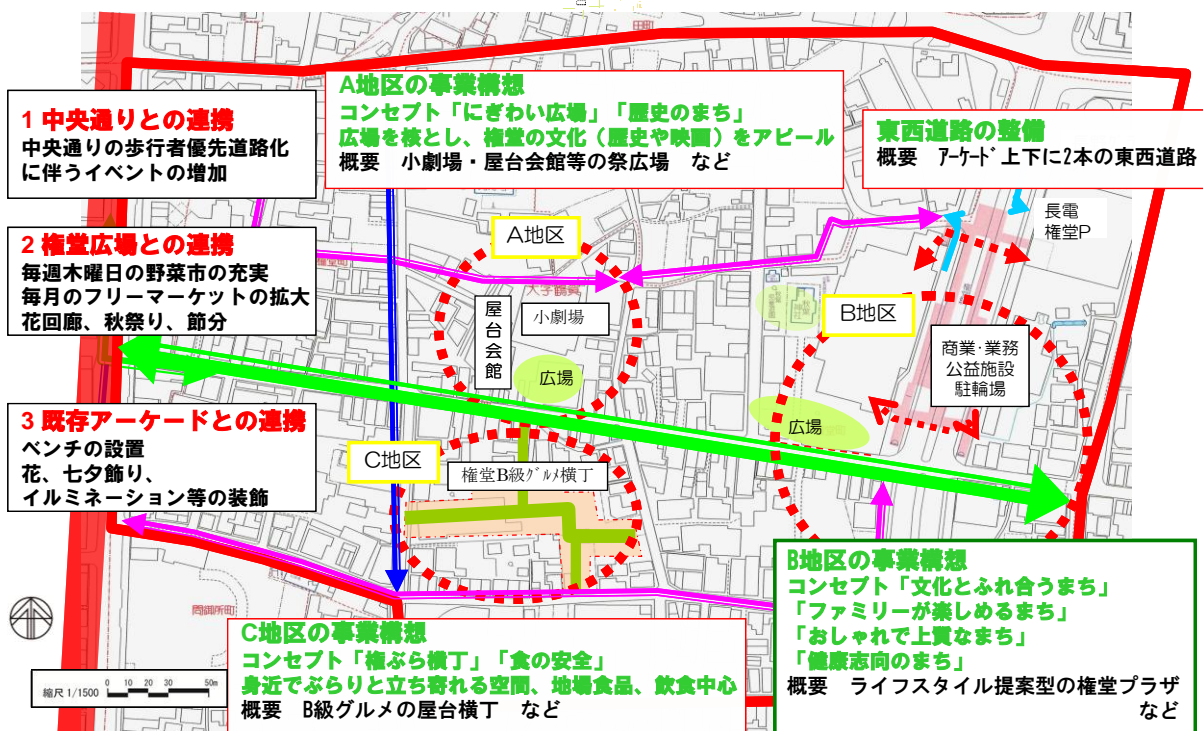 A地区の事業構想
コンセプト「にぎわい広場」「歴史のまち」
広場を核とし、権堂の文化（歴史や映画）をアピール
概要　小劇場・屋台会館等の祭広場　など
1 中央通りとの連携
中央通りの歩行者優先道路化
に伴うイベントの増加
東西道路の整備
概要　ｱｰｹｰﾄﾞ上下に2本の東西道路
長電
権堂P
2 権堂広場との連携
毎週木曜日の野菜市の充実
毎月のフリーマーケットの拡大
花回廊、秋祭り、節分
A地区
屋台会館
小劇場
広場
B地区
商業･業務
公益施設
駐輪場
広場
3 既存アーケードとの連携
ベンチの設置
花、七夕飾り、
イルミネーション等の装飾
C地区
権堂B級ｸﾞﾙﾒ横丁
問御所町
B地区の事業構想
コンセプト「文化とふれ合うまち」
「ファミリーが楽しめるまち」
「おしゃれで上質なまち」
「健康志向のまち」
概要　ライフスタイル提案型の権堂プラザ
など
C地区の事業構想
コンセプト「権ぶら横丁」「食の安全」
身近でぶらりと立ち寄れる空間、地場食品、飲食中心
概要　B級グルメの屋台横丁　など
縮尺 1/1500
0 10 20 30 50m